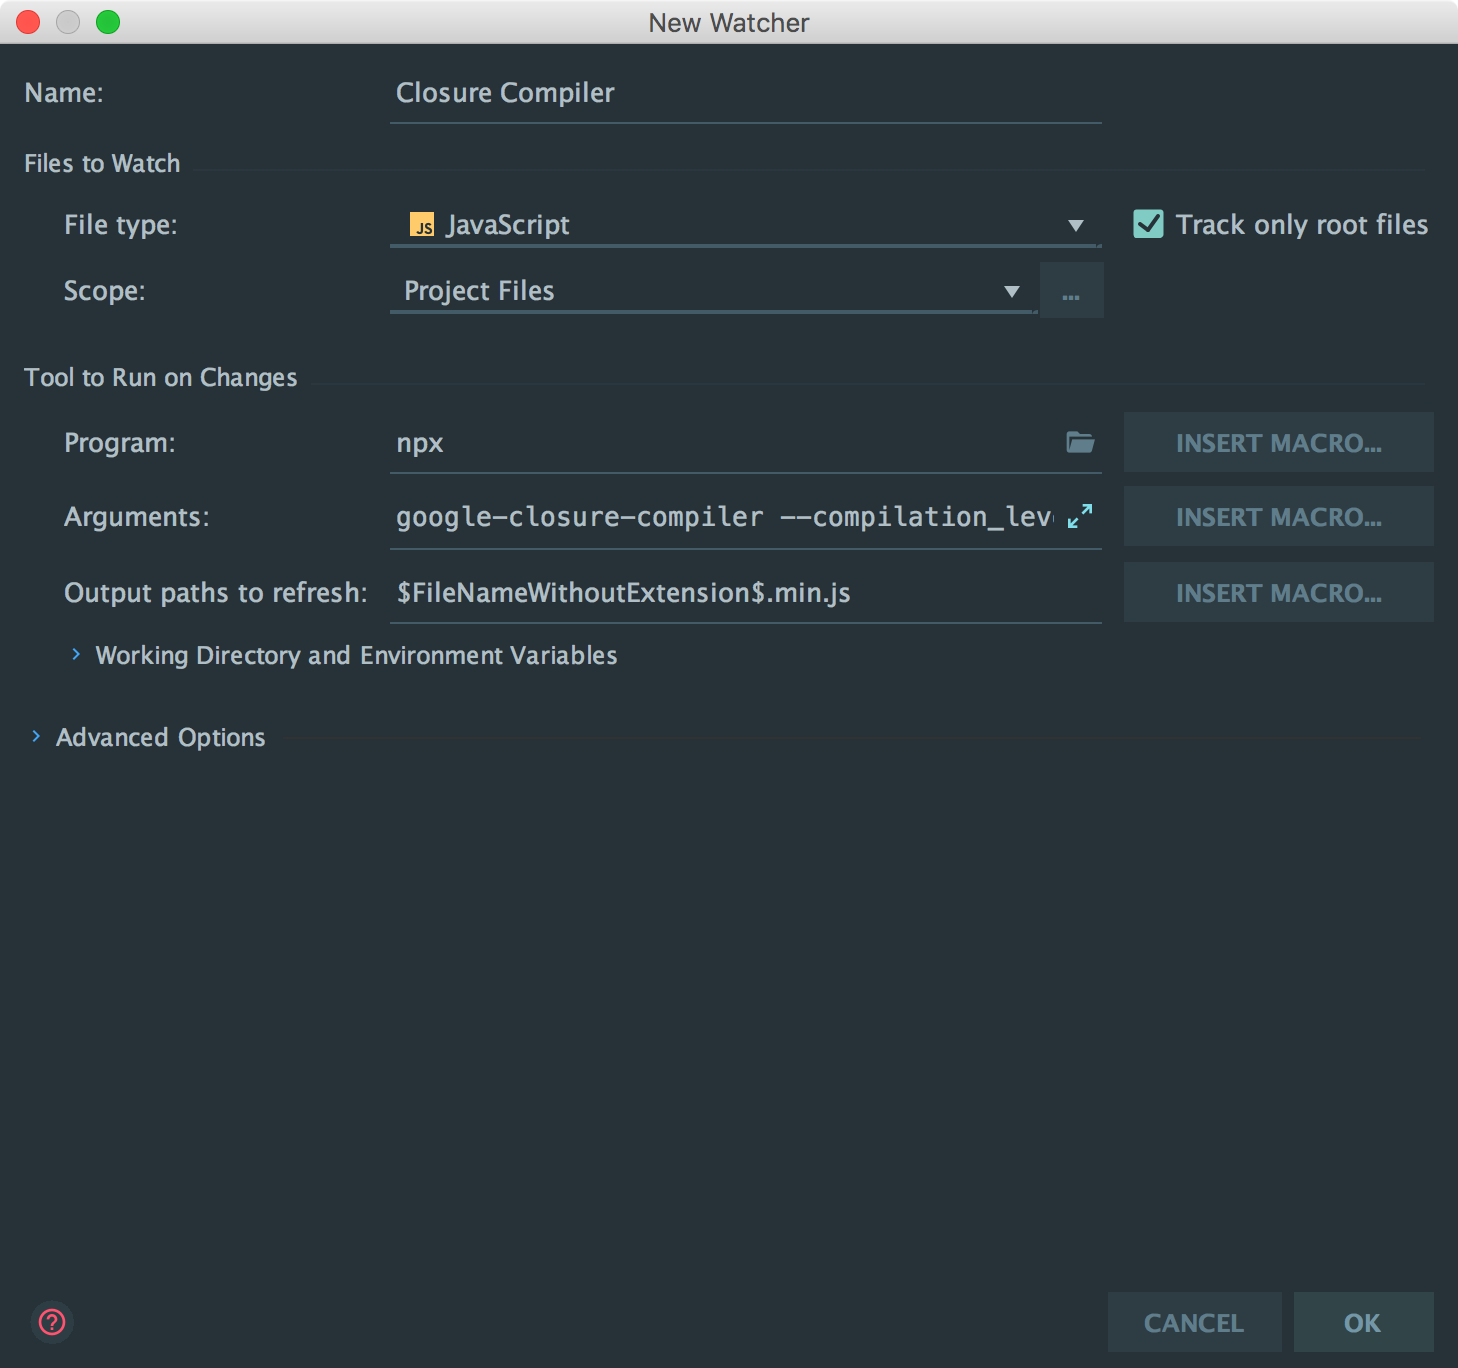 New Watcher
Name: Closure Compiler
Files to Watch
File type: JS JavaScript Track only root files
Scope: Project Files ...
Tool to Run on Changes
Program: npx INSERT MACRO...
Arguments: google-closure-compiler --compilation_leve INSERT MACRO...
Output paths to refresh: $FileNameWithoutExtension$.min.js INSERT MACRO...
Working Directory and Environment Variables
Advanced Options
? CANCEL OK